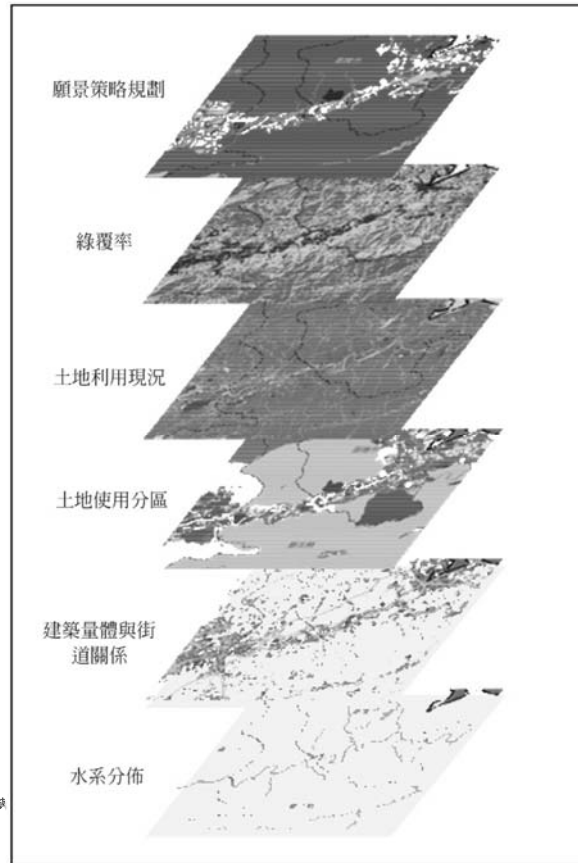 願景策略規劃
綠覆率
土地利用現況
土地使用分區
建築量體與街
道關係
水系分佈